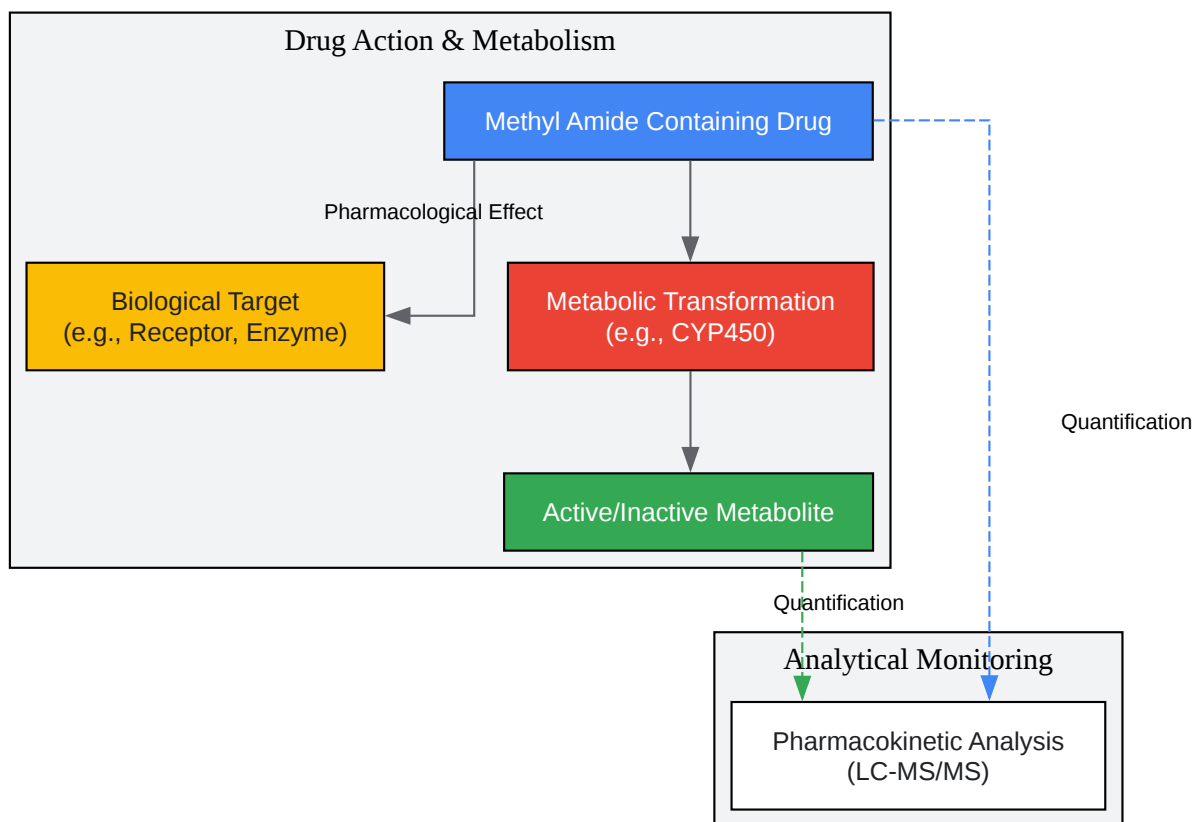 Drug Action & Metabolism
Methyl Amide Containing Drug
Pharmacological Effect
Biological Target
(e.g., Receptor, Enzyme)
Metabolic Transformation
(e.g., CYP450)
Quantification
Active/Inactive Metabolite
Quantification
Analytical Monitoring
Pharmacokinetic Analysis
(LC-MS/MS)